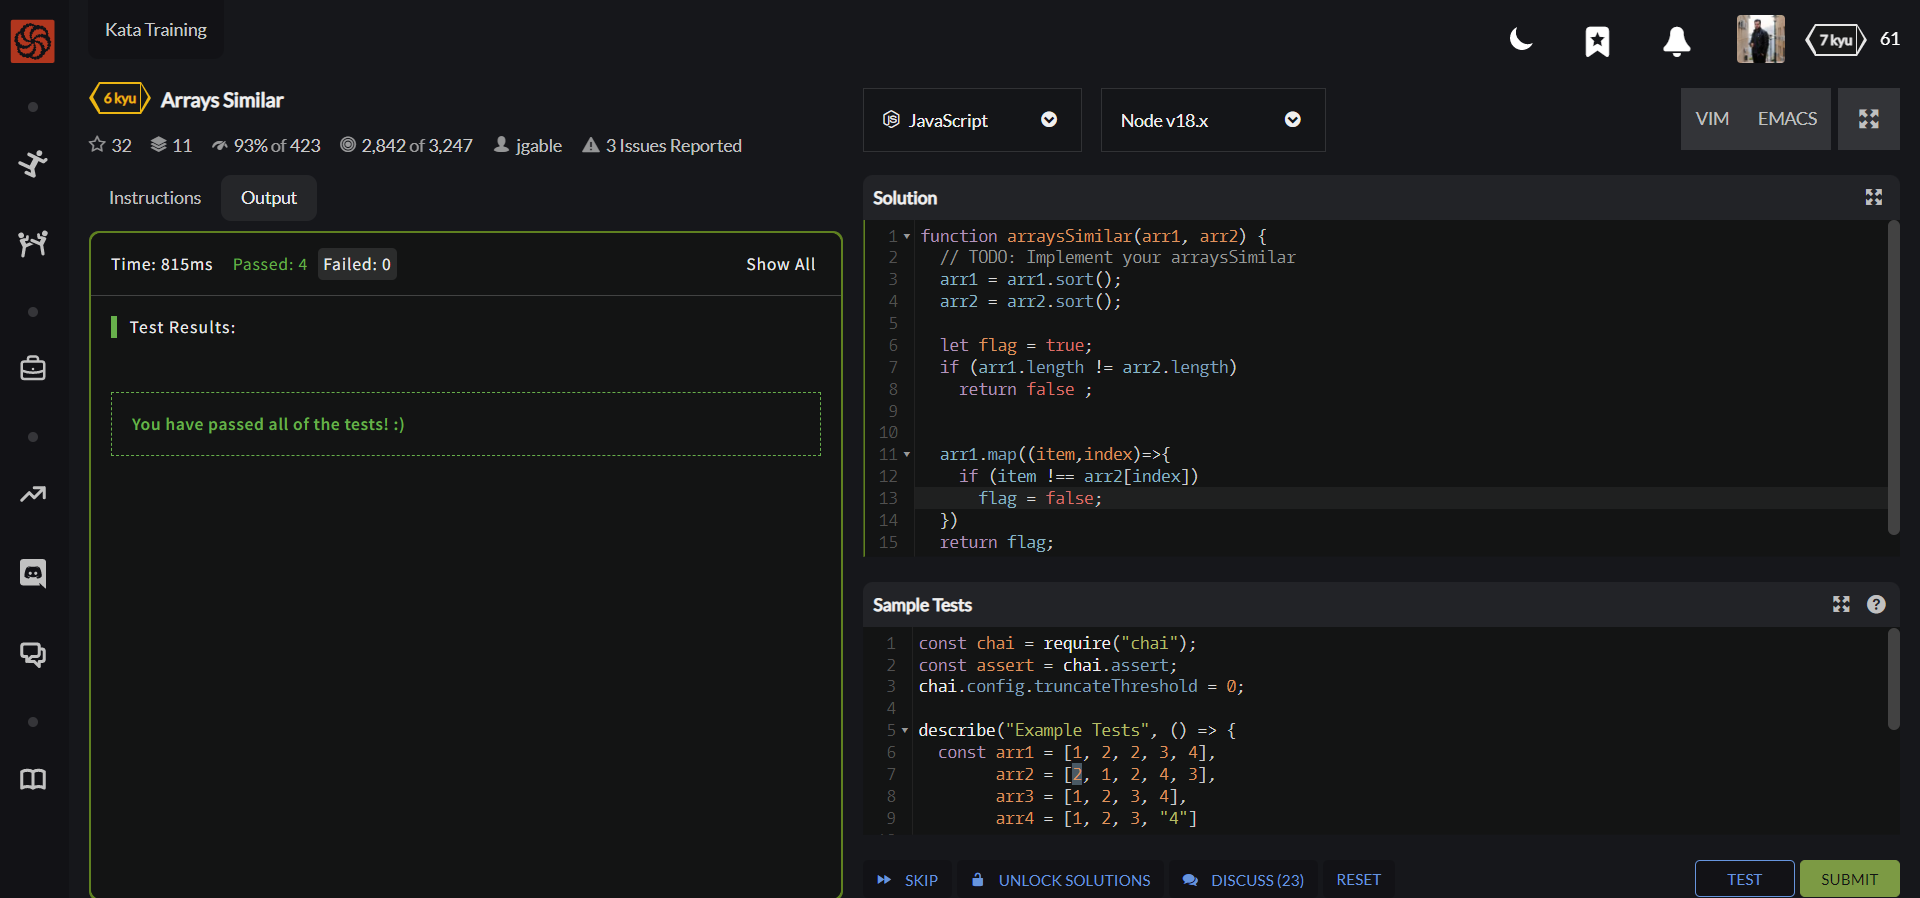 Kata Training
7 kyu 61
6 kyu Arrays Similar
32 11 93% of 423 2,842 of 3,247 jgable 3 Issues Reported
Instructions Output
Time: 815ms Passed: 4 Failed: 0 Show All
Test Results:
You have passed all of the tests! :)
JavaScript Node v18.x VIM EMACS
Solution
1 function arraysSimilar(arr1, arr2) {
2 // TODO: Implement your arraysSimilar
3 arr1 = arr1.sort();
4 arr2 = arr2.sort();
5
6 let flag = true;
7 if (arr1.length != arr2.length)
8 return false ;
9
10
11 arr1.map((item,index)=>{
12 if (item !== arr2[index])
13 flag = false;
14 })
15 return flag;
Sample Tests
1 const chai = require("chai");
2 const assert = chai.assert;
3 chai.config.truncateThreshold = 0;
4
5 describe("Example Tests", () => {
6 const arr1 = [1, 2, 2, 3, 4],
7 arr2 = [2, 1, 2, 4, 3],
8 arr3 = [1, 2, 3, 4],
9 arr4 = [1, 2, 3, "4"]
SKIP UNLOCK SOLUTIONS DISCUSS (23) RESET TEST SUBMIT